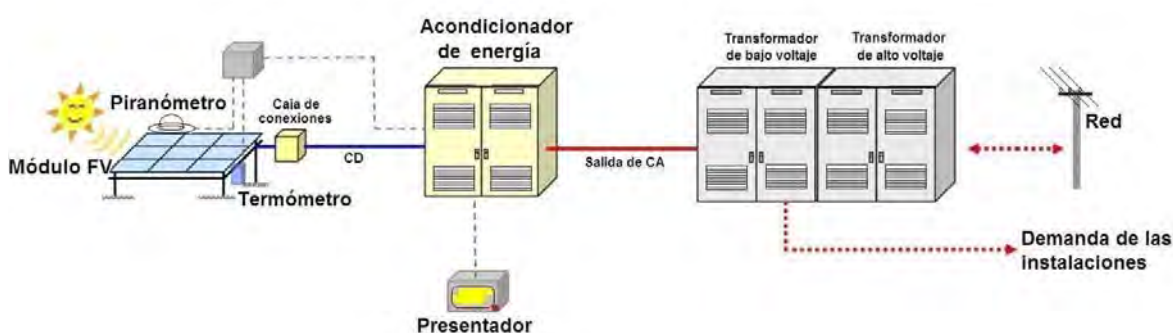 Acondicionador
de energía
Transformador
de bajo voltaje
Transformador
de alto voltaje
Piranómetro
Caja de
conexiones
Red
Módulo FV
CD
Salida de CA
Termómetro
Demanda de las
instalaciones
Presentador